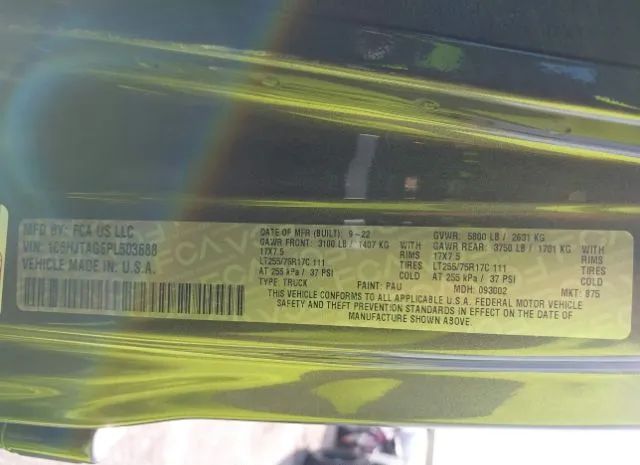 MFD BY: FCA US LLC
VIN: 1C6HJTAG5PL503688
VEHICLE MADE IN U.S.A.
DATE OF MFR (BUILT): 9-22 GVWR: 5800 LB / 2631 KG
GAWR FRONT: 3100 LB / 1407 KG WITH GAWR REAR: 3750 LB / 1701 KG WITH
17X7.5 RIMS 17X7.5 RIMS
LT255/75R17C 111 TIRES LT255/75R17C 111 TIRES
AT 255 kPa / 37 PSI COLD AT 255 kPa / 37 PSI COLD
TYPE: TRUCK PAINT: PAU MDH: 093002 MKT: 975
THIS VEHICLE CONFORMS TO ALL APPLICABLE U.S.A. FEDERAL MOTOR VEHICLE
SAFETY AND THEFT PREVENTION STANDARDS IN EFFECT ON THE DATE OF
MANUFACTURE SHOWN ABOVE.